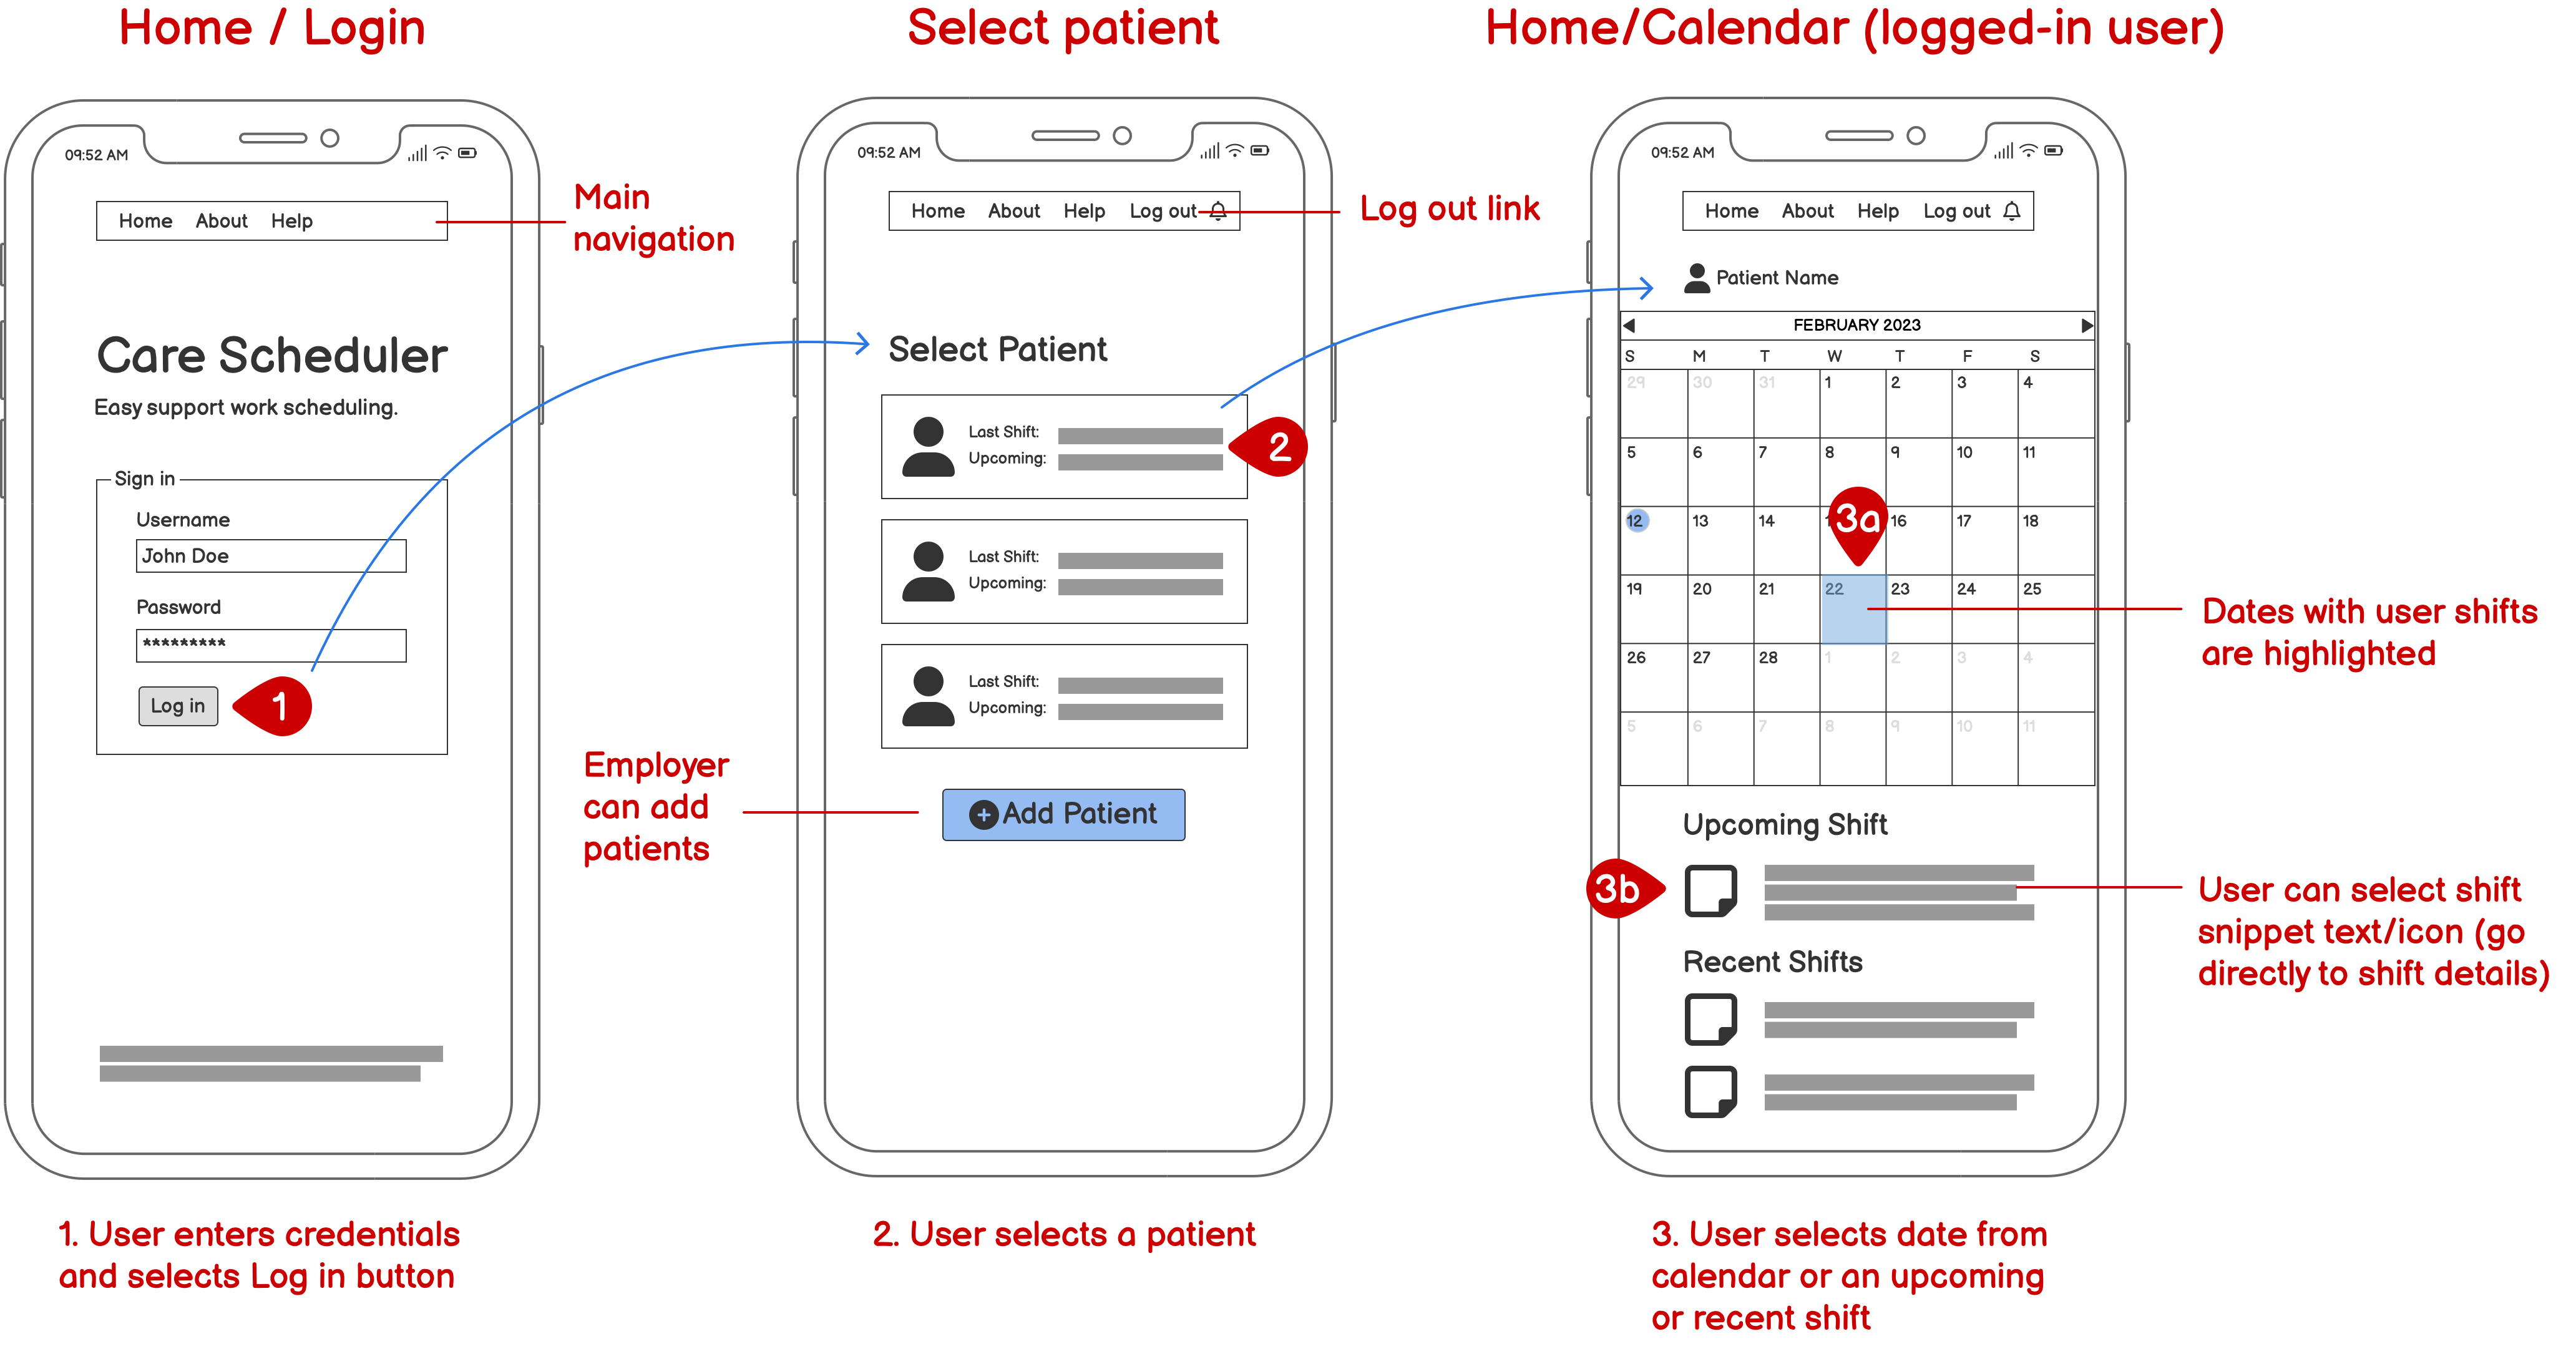 Home / Login
Select patient
Home/Calendar (logged-in user)
09:52 AM
Home About Help
Main
navigation
Care Scheduler
Easy support work scheduling.
Sign in
Username
John Doe
Password
*********
Log in
1
1. User enters credentials
and selects Log in button
09:52 AM
Home About Help Log out
Log out link
Select Patient
Last Shift:
Upcoming:
2
Last Shift:
Upcoming:
Last Shift:
Upcoming:
Employer
can add
patients
Add Patient
2. User selects a patient
09:52 AM
Home About Help Log out
Patient Name
FEBRUARY 2023
S M T W T F S
29 30 31 1 2 3 4
5 6 7 8 9 10 11
12 13 14 16 17 18
3a
19 20 21 22 23 24 25
26 27 28 1 2 3 4
5 6 7 8 9 10 11
Dates with user shifts
are highlighted
Upcoming Shift
3b
User can select shift
snippet text/icon (go
directly to shift details)
Recent Shifts
3. User selects date from
calendar or an upcoming
or recent shift